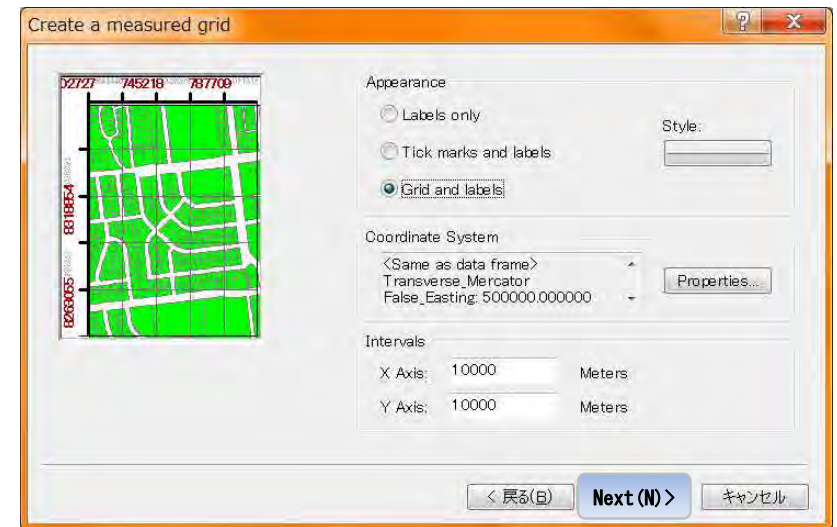 Create a measured grid
?
X
02727 745218 787709
8318854
8268055
Appearance
Labels only
Tick marks and labels
Grid and labels
Style:
Coordinate System
<Same as data frame>
Transverse_Mercator
False_Easting: 500000.000000
Properties...
Intervals
X Axis: 10000 Meters
Y Axis: 10000 Meters
< 戻る(B) Next(N)> キャンセル